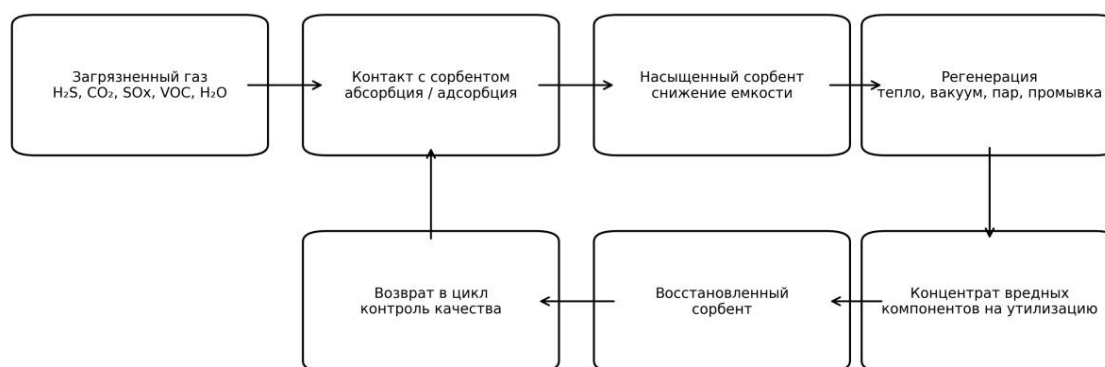 Загрязненный газ
H₂S, CO₂, SOx, VOC, H₂O
Контакт с сорбентом
абсорбция / адсорбция
Насыщенный сорбент
снижение емкости
Регенерация
тепло, вакуум, пар, промывка
Возврат в цикл
контроль качества
Восстановленный
сорбент
Концентрат вредных
компонентов на утилизацию